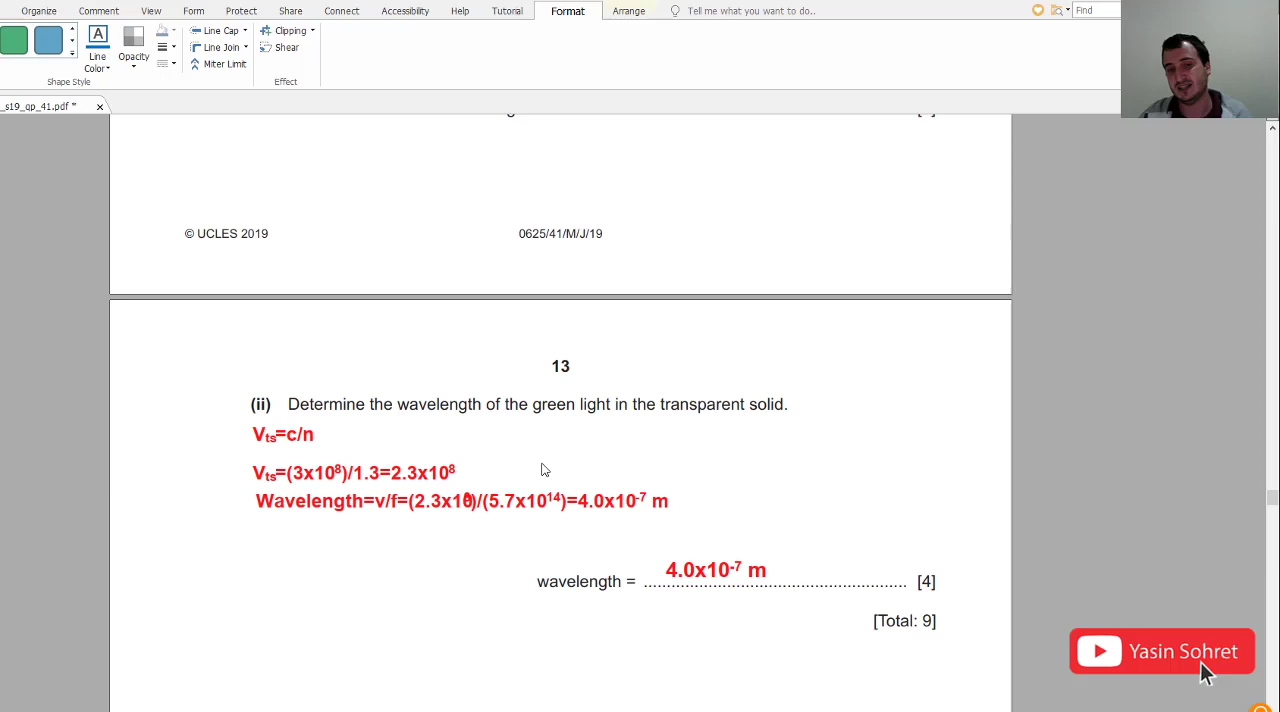 Organize Comment View Form Protect Share Connect Accessibility Help Tutorial Format Arrange Tell me what you want to do.. Find
Line Color
Opacity
Line Cap
Line Join
Miter Limit
Clipping
Shear
Shape Style
Effect
_s19_qp_41.pdf *
© UCLES 2019
0625/41/M/J/19
13
(ii) Determine the wavelength of the green light in the transparent solid.
Vts=c/n
Vts=(3x10⁸)/1.3=2.3x10⁸
Wavelength=v/f=(2.3x10⁸)/(5.7x10¹⁴)=4.0x10⁻⁷ m
4.0x10⁻⁷ m
wavelength = .......................................................... [4]
[Total: 9]
Yasin Sohret